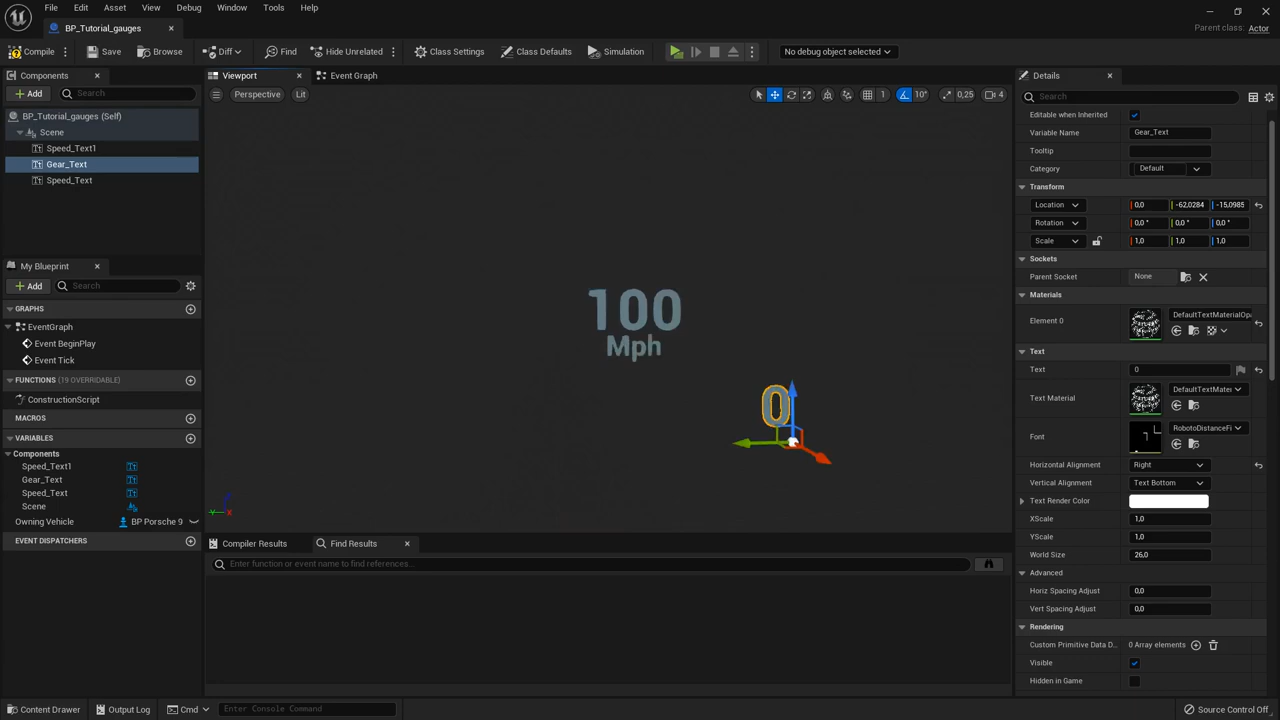 File Edit Asset View Debug Window Tools Help
BP_Tutorial_gauges
Parent class: Actor
Compile Save Browse Diff Find Hide Unrelated Class Settings Class Defaults Simulation No debug object selected
Components
Add Search
BP_Tutorial_gauges (Self)
Scene
Speed_Text1
Gear_Text
Speed_Text
My Blueprint
Add Search
GRAPHS
EventGraph
Event BeginPlay
Event Tick
FUNCTIONS (19 OVERRIDABLE)
ConstructionScript
MACROS
VARIABLES
Components
Speed_Text1
Gear_Text
Speed_Text
Scene
Owning Vehicle BP Porsche 9
EVENT DISPATCHERS
Viewport Event Graph
Perspective Lit 1 10° 0,25 4
100
Mph
0
Compiler Results Find Results
Enter function or event name to find references...
Details
Search
Editable when Inherited
Variable Name Gear_Text
Tooltip
Category Default
Transform
Location 0,0 -62,0284 -15,0985
Rotation 0,0 ° 0,0 ° 0,0 °
Scale 1,0 1,0 1,0
Sockets
Parent Socket None
Materials
Element 0 DefaultTextMaterialOpa
Text
Text 0
Text Material DefaultTextMater
Font RobotoDistanceFi
Horizontal Alignment Right
Vertical Alignment Text Bottom
Text Render Color
XScale 1,0
YScale 1,0
World Size 26,0
Advanced
Horiz Spacing Adjust 0,0
Vert Spacing Adjust 0,0
Rendering
Custom Primitive Data D... 0 Array elements
Visible
Hidden in Game
Content Drawer Output Log Cmd Enter Console Command Source Control Off